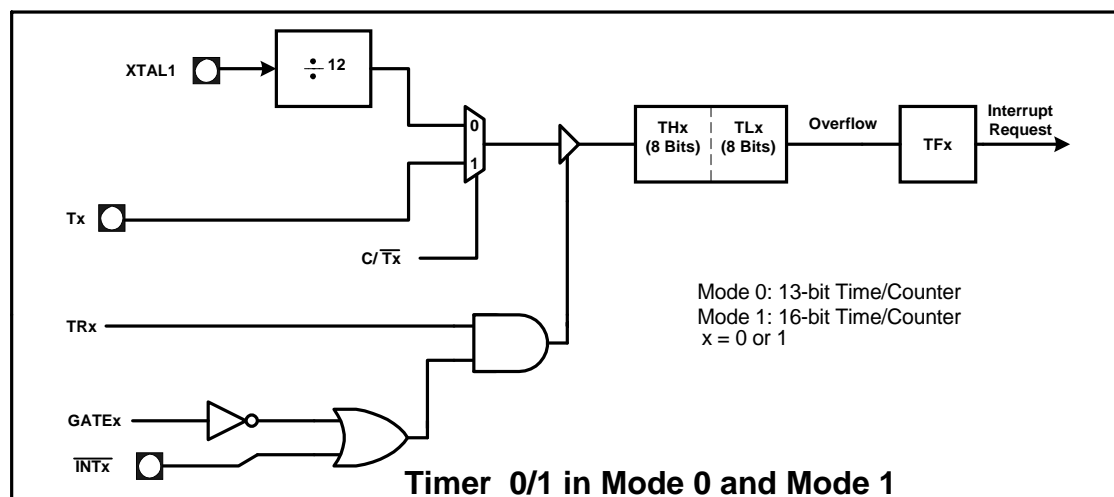 XTAL1
÷ 12
0
1
Tx
C/T̅x̅
THx
(8 Bits)
TLx
(8 Bits)
Overflow
TFx
Interrupt
Request
Mode 0: 13-bit Time/Counter
Mode 1: 16-bit Time/Counter
x = 0 or 1
TRx
GATEx
I̅N̅T̅x̅
Timer 0/1 in Mode 0 and Mode 1